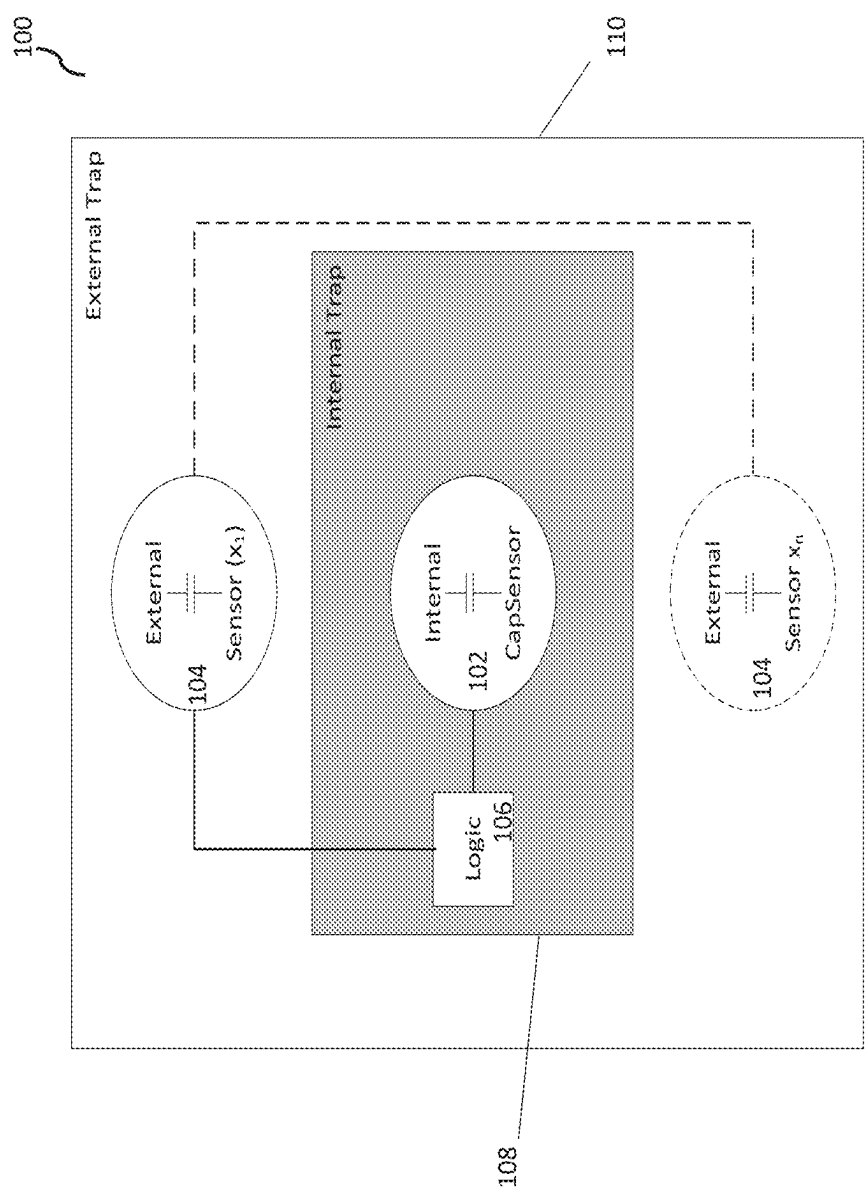 100
External Trap
110
External
Sensor (x₁)
104
Internal Trap
Internal
CapSensor
102
Logic
106
External
Sensor xₙ
104
108